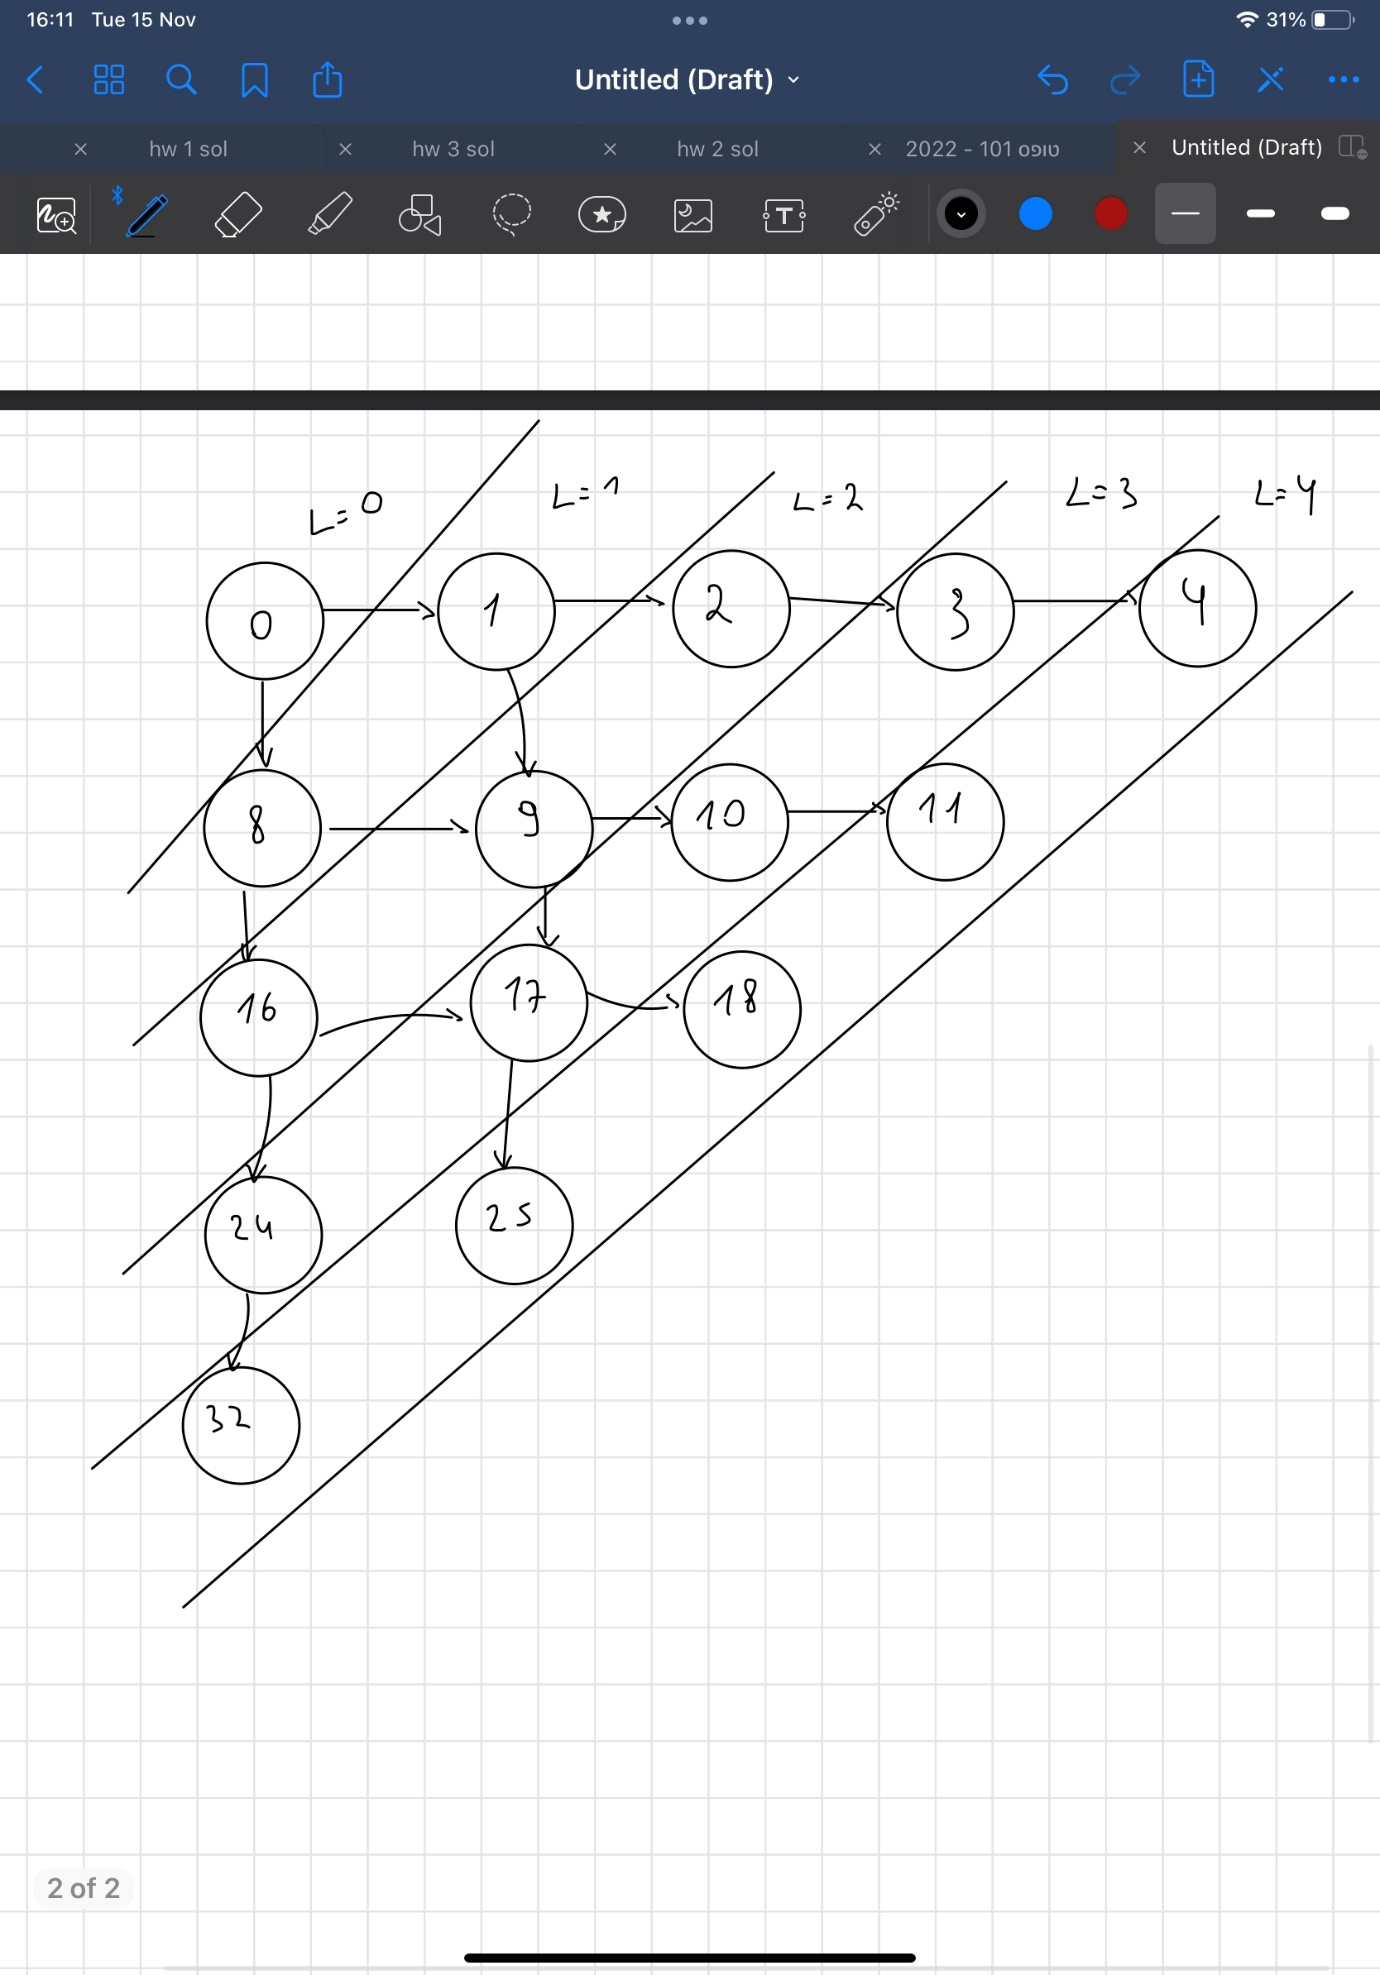 16:11 Tue 15 Nov 31%
Untitled (Draft)
hw 1 sol hw 3 sol hw 2 sol טופס 101 - 2022 Untitled (Draft)
T
L=0 L=1 L=2 L=3 L=4
0 1 2 3 4
8 9 10 11
16 17 18
24 25
32
2 of 2